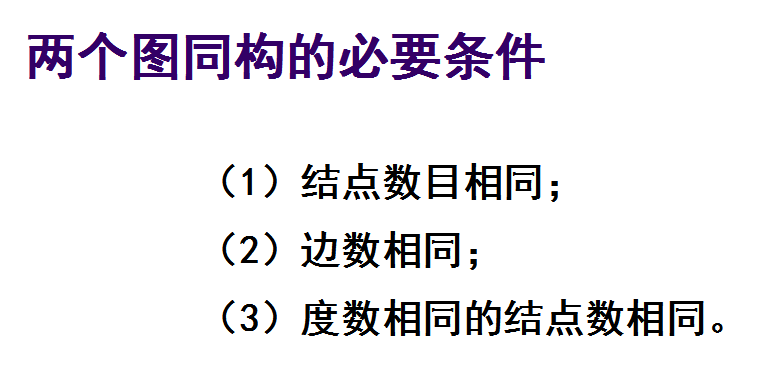 两个图同构的必要条件
（1）结点数目相同；
（2）边数相同；
（3）度数相同的结点数相同。